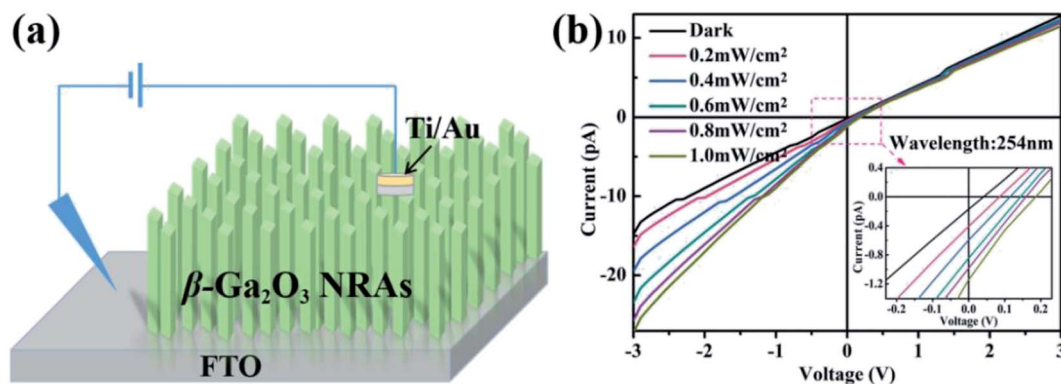 (a)
Ti/Au
β-Ga₂O₃ NRAs
FTO
(b)
10
0
-10
-20
Current (pA)
Dark
0.2mW/cm²
0.4mW/cm²
0.6mW/cm²
0.8mW/cm²
1.0mW/cm²
Wavelength:254nm
0.4
0.0
-0.4
-0.8
-1.2
Current (pA)
-0.2 -0.1 0.0 0.1 0.2
Voltage (V)
-3 -2 -1 0 1 2 3
Voltage (V)